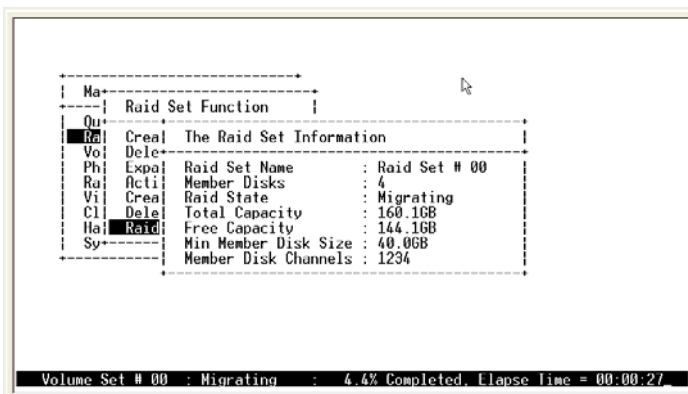 Ma
Raid Set Function
Qu
Ra Crea The Raid Set Information
Vo Dele
Ph Expa Raid Set Name : Raid Set # 00
Ra Acti Member Disks : 4
Vi Crea Raid State : Migrating
Cl Dele Total Capacity : 160.1GB
Ha Raid Free Capacity : 144.1GB
Sy Min Member Disk Size : 40.0GB
Member Disk Channels : 1234
Volume Set # 00 : Migrating : 4.4% Completed, Elapse Time = 00:00:27_